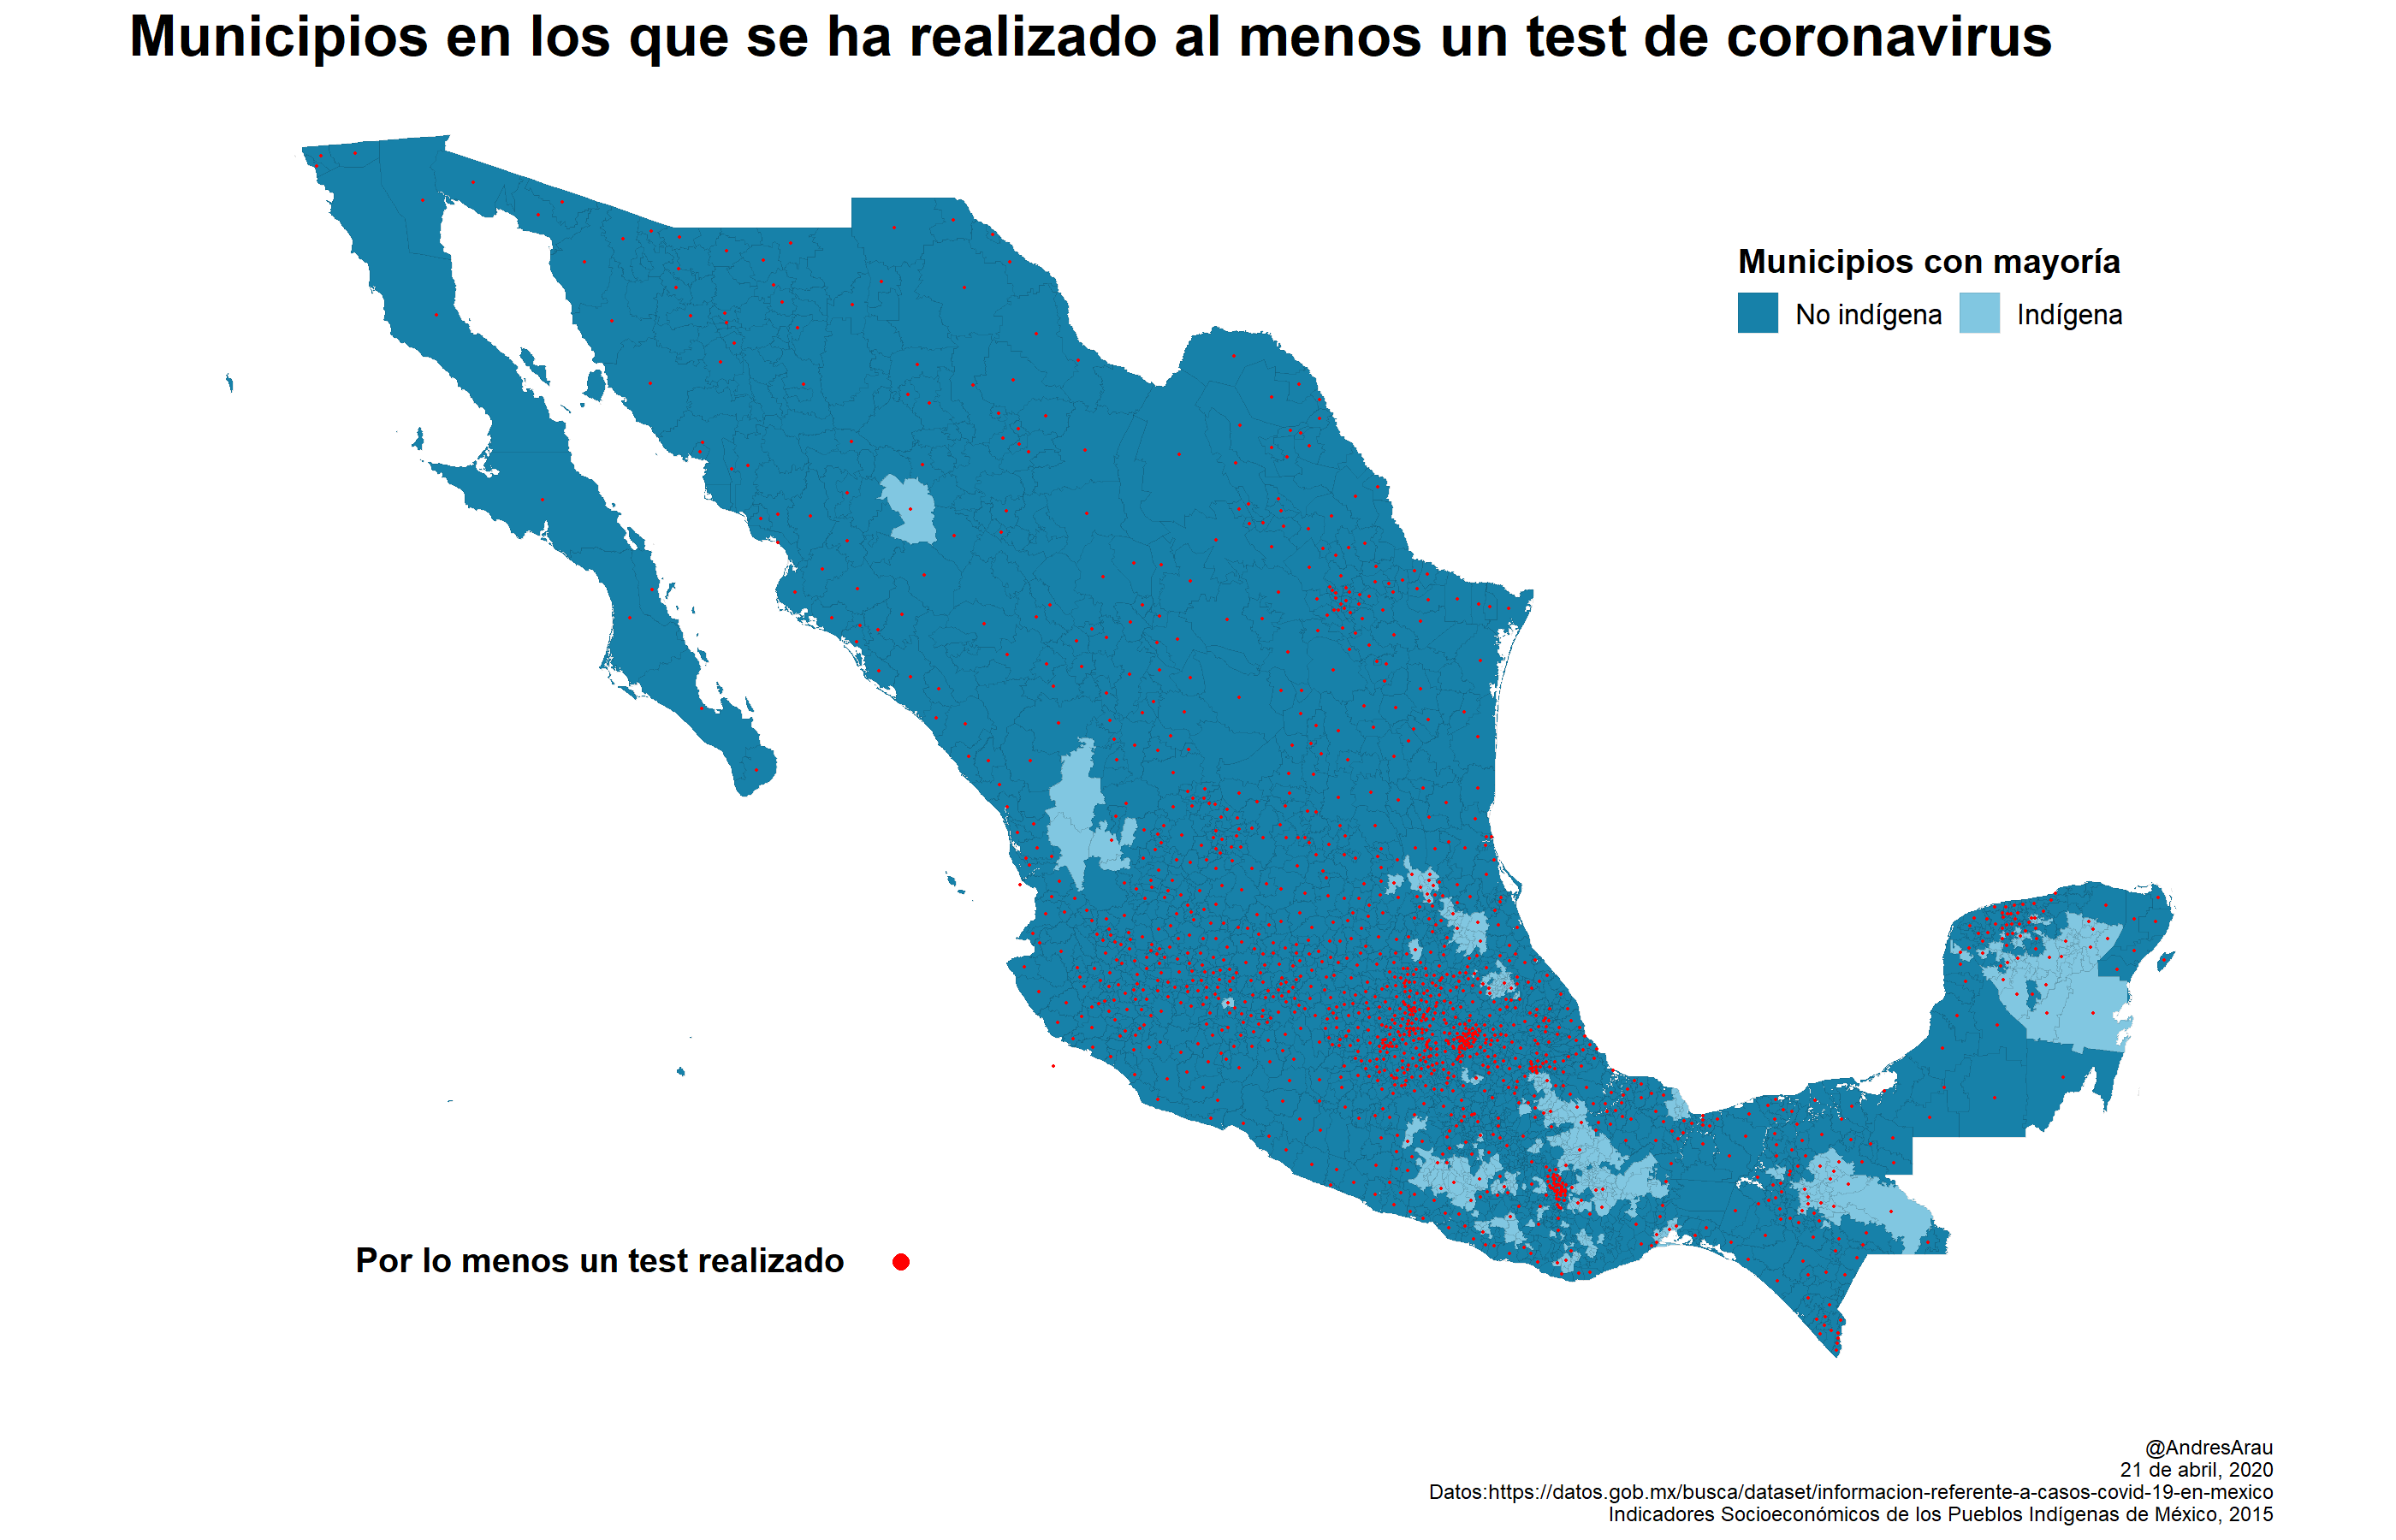 Municipios en los que se ha realizado al menos un test de coronavirus
Municipios con mayoría
No indígena Indígena
Por lo menos un test realizado
@AndresArau
21 de abril, 2020
Datos:https://datos.gob.mx/busca/dataset/informacion-referente-a-casos-covid-19-en-mexico
Indicadores Socioeconómicos de los Pueblos Indígenas de México, 2015